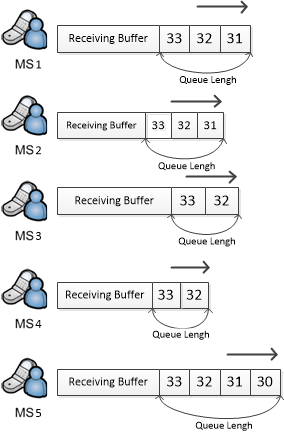 Receiving Buffer 33 32 31
MS1
Queue Lengh
Receiving Buffer 33 32 31
MS2
Queue Lengh
Receiving Buffer 33 32
MS3
Queue Lengh
Receiving Buffer 33 32
MS4
Queue Lengh
Receiving Buffer 33 32 31 30
MS5
Queue Lengh